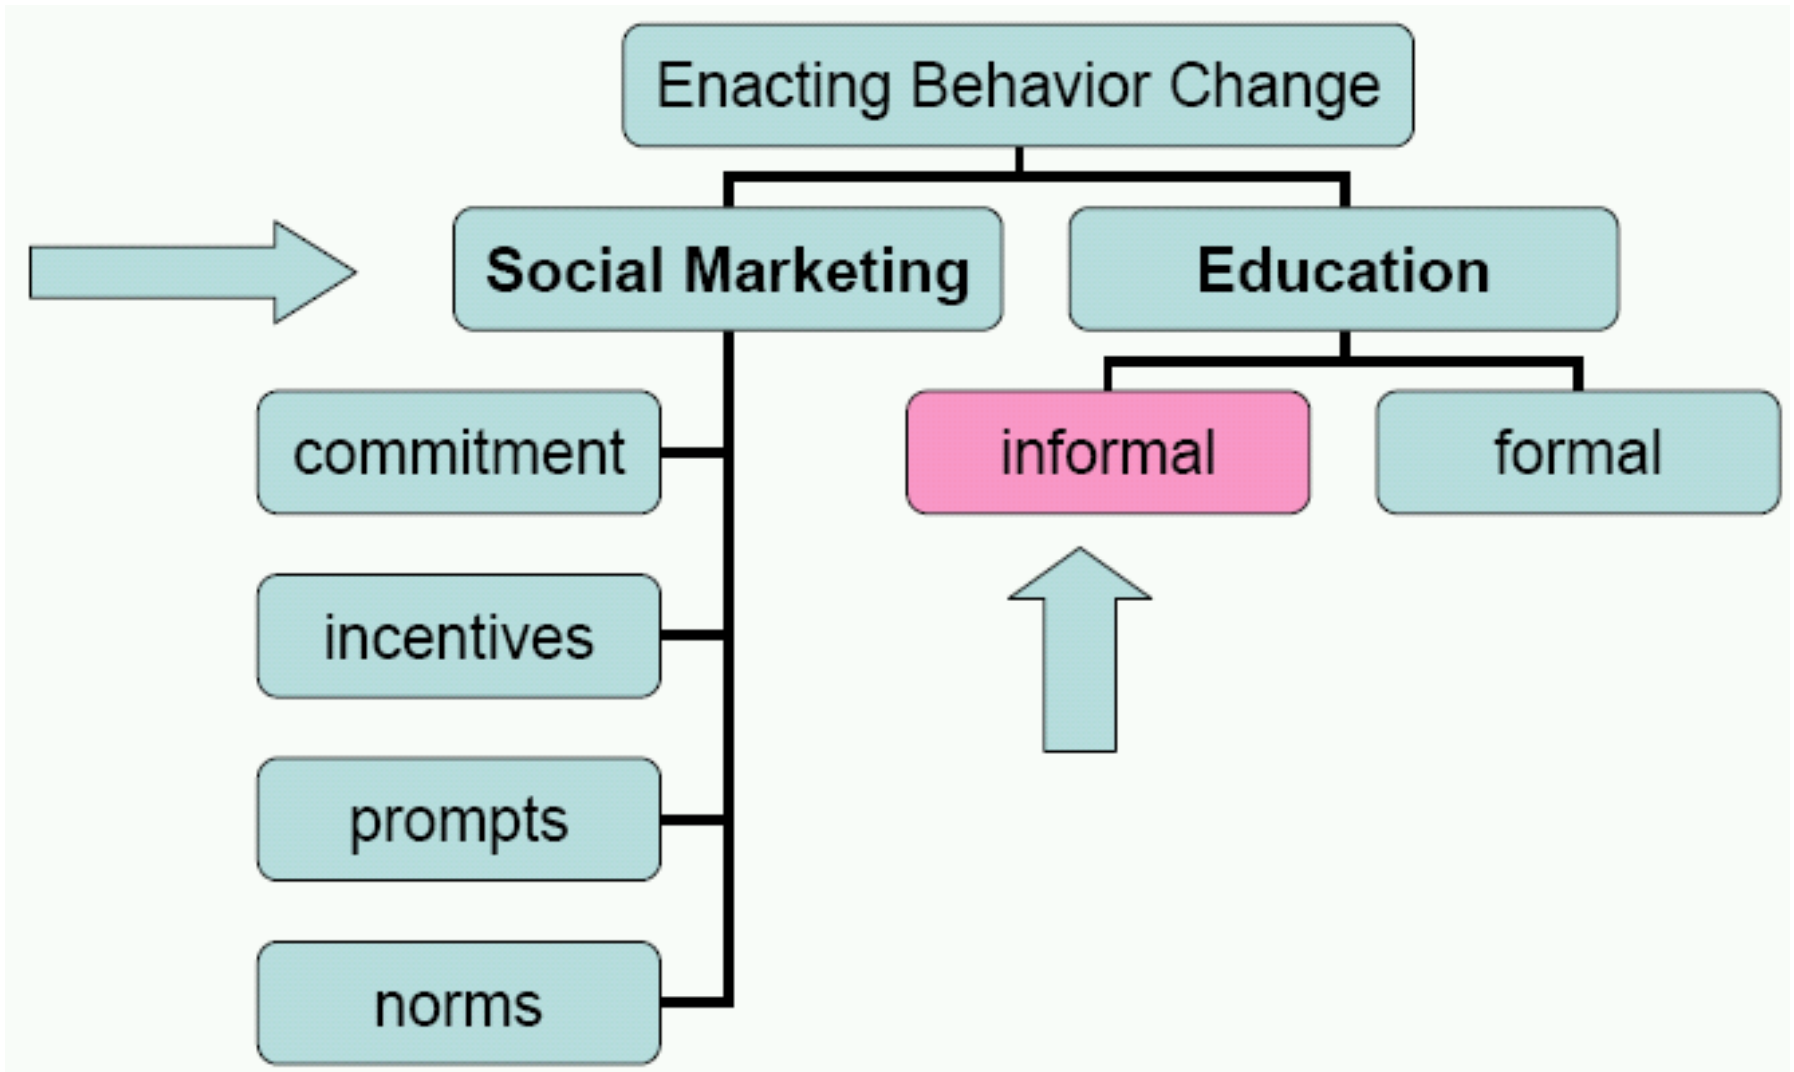 Enacting Behavior Change
Social Marketing
Education
commitment
informal
formal
incentives
prompts
norms